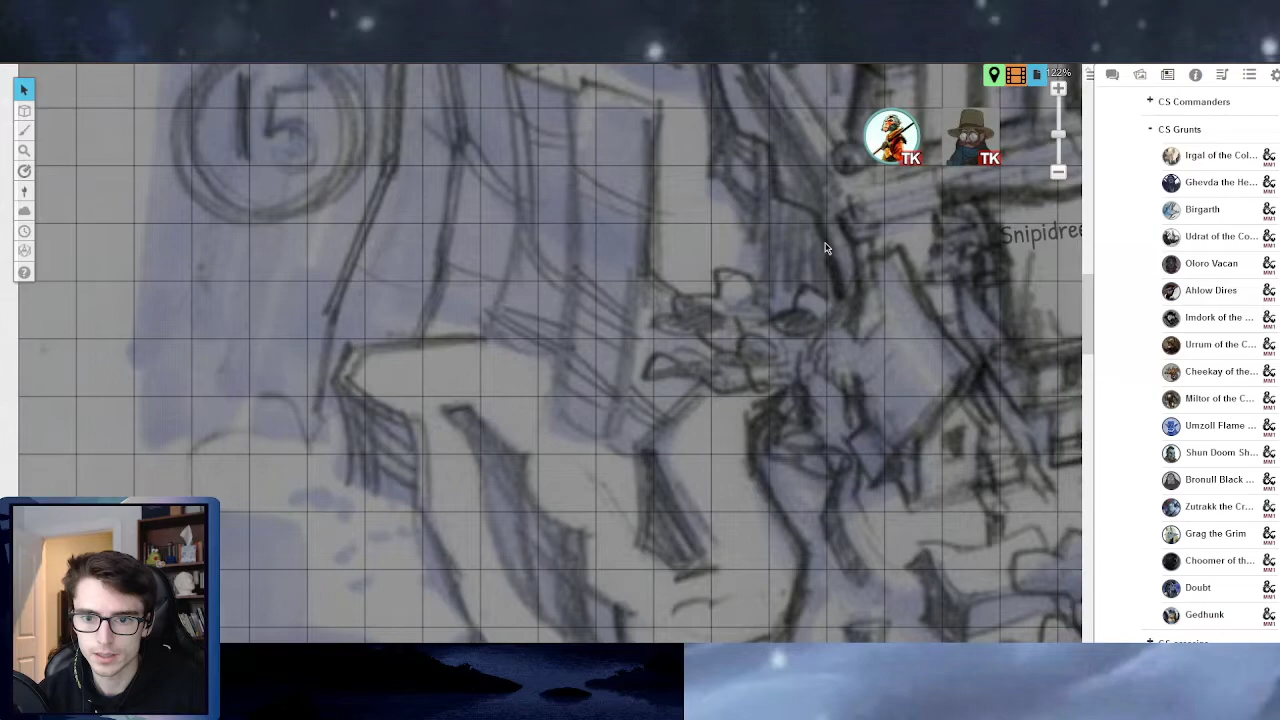 15
122%
TK
TK
Snipidree
+ CS Commanders
- CS Grunts
Irgal of the Col...
Ghevda the He...
Birgarth
Udrat of the Co...
Oloro Vacan
Ahlow Dires
Imdork of the ...
Urrum of the C...
Cheekay of the...
Miltor of the C...
Umzoll Flame ...
Shun Doom Sh...
Bronull Black ...
Zutrakk the Cr...
Grag the Grim
Choomer of th...
Doubt
Gedhunk